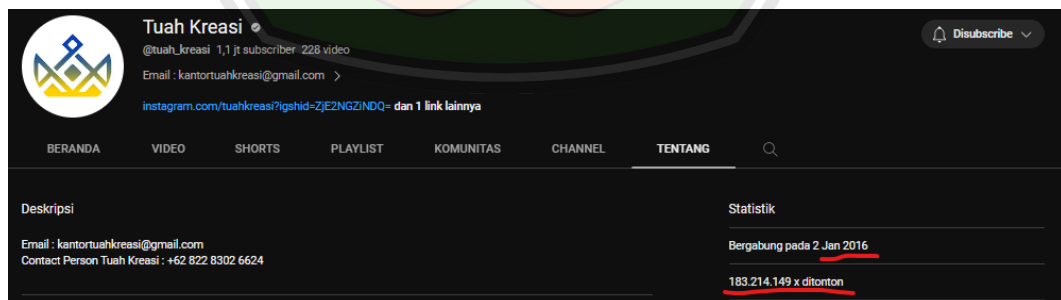 Tuah Kreasi
@tuah_kreasi 1,1 jt subscriber 228 video
Disubscribe
Email : kantortuahkreasi@gmail.com >
instagram.com/tuahkreasi?igshid=ZjE2NGZiNDQ= dan 1 link lainnya
BERANDA VIDEO SHORTS PLAYLIST KOMUNITAS CHANNEL TENTANG
Deskripsi
Email : kantortuahkreasi@gmail.com
Contact Person Tuah Kreasi : +62 822 8302 6624
Statistik
Bergabung pada 2 Jan 2016
183.214.149 x ditonton